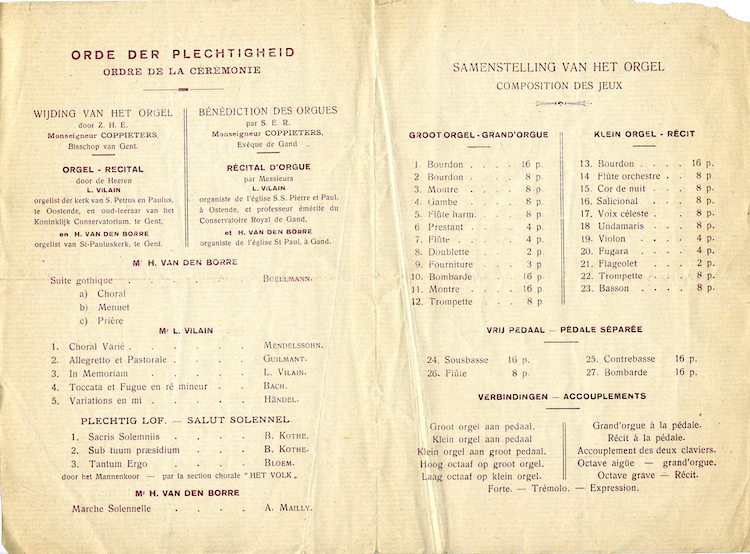 ORDE DER PLECHTIGHEID
ORDRE DE LA CÉRÉMONIE
WIJDING VAN HET ORGEL
door Z. H. E.
Monseigneur COPPIETERS,
Bisschop van Gent.
ORGEL - RECITAL
door de Heeren
L. VILAIN
orgelist der kerk van S. Petrus en Paulus,
te Oostende, en oud-leeraar van het
Koninklijk Conservatorium, te Gent,
en H. VAN DEN BORRE
orgelist van St-Pauluskerk, te Gent.
BÉNÉDICTION DES ORGUES
par S. E. R.
Monseigneur COPPIETERS,
Evêque de Gand
RÉCITAL D'ORGUE
par Messieurs
L. VILAIN
organiste de l'église S.S. Pierre et Paul,
à Ostende, et professeur émérite du
Conservatoire Royal de Gand,
et H. VAN DEN BORRE
organiste de l'église St Paul, à Gand.
Mr H. VAN DEN BORRE
Suite gothique . . . . . BOELLMANN.
a) Choral
b) Menuet
c) Prière
Mr L. VILAIN
1. Choral Varié . . . . . MENDELSSOHN.
2. Allegretto et Pastorale . . . . GUILMANT.
3. In Memoriam . . . . L. VILAIN.
4. Toccata et Fugue en ré mineur . . BACH.
5. Variations en mi . . . . . HÄNDEL.
PLECHTIG LOF. — SALUT SOLENNEL.
1. Sacris Solemniis . . . . B. KOTHE.
2. Sub tuum præsidium . . . . B. KOTHE.
3. Tantum Ergo . . . . BLOEM.
door het Mannenkoor — par la section chorale "HET VOLK„
Mr H. VAN DEN BORRE
Marche Solennelle . . . . A. MAILLY.
SAMENSTELLING VAN HET ORGEL
COMPOSITION DES JEUX
GROOT ORGEL - GRAND'ORGUE
1. Bourdon . . . . 16 p.
2 Bourdon . . . . 8 p.
3. Montre . . . . 8 p
4. Gambe . . . . 8 p.
5. Flûte harm. . . . 8 p.
6 Prestant . . . . 4 p.
7. Flûte . . . . 4 p.
8. Doublette . . . . 2 p.
9. Fourniture . . . 3 p
10. Bombarde . . . . 16 p.
11. Montre . . . . 16 p.
12. Trompette . . . 8 p
KLEIN ORGEL - RÉCIT
13. Bourdon . . . . 16 p.
14 Flûte orchestre . . 8 p.
15. Cor de nuit . . . 8 p.
16. Salicional . . . 8 p.
17. Voix céleste . . . 8 p.
18 Undamaris . . . 8 p.
19. Violon . . . . 4 p.
20. Fugara . . . . 4 p.
21. Flageolet . . . 2 p.
22. Trompette . . . 8 p.
23. Basson . . . . 8 p.
VRIJ PEDAAL — PÉDALE SÉPARÉE
24. Sousbasse 16 p.
25. Contrebasse 16 p.
26. Flûte 8 p.
27. Bombarde 16 p.
VERBINDINGEN — ACCOUPLEMENTS
Groot orgel aan pedaal.
Klein orgel aan pedaal
Klein orgel aan groot pedaal.
Hoog octaaf op groot orgel.
Laag octaaf op klein orgel.
Grand'orgue à la pédale.
Récit à la pédale.
Accouplement des deux claviers.
Octave aigüe — grand'orgue.
Octave grave — Récit.
Forte. — Trémolo. — Expression.